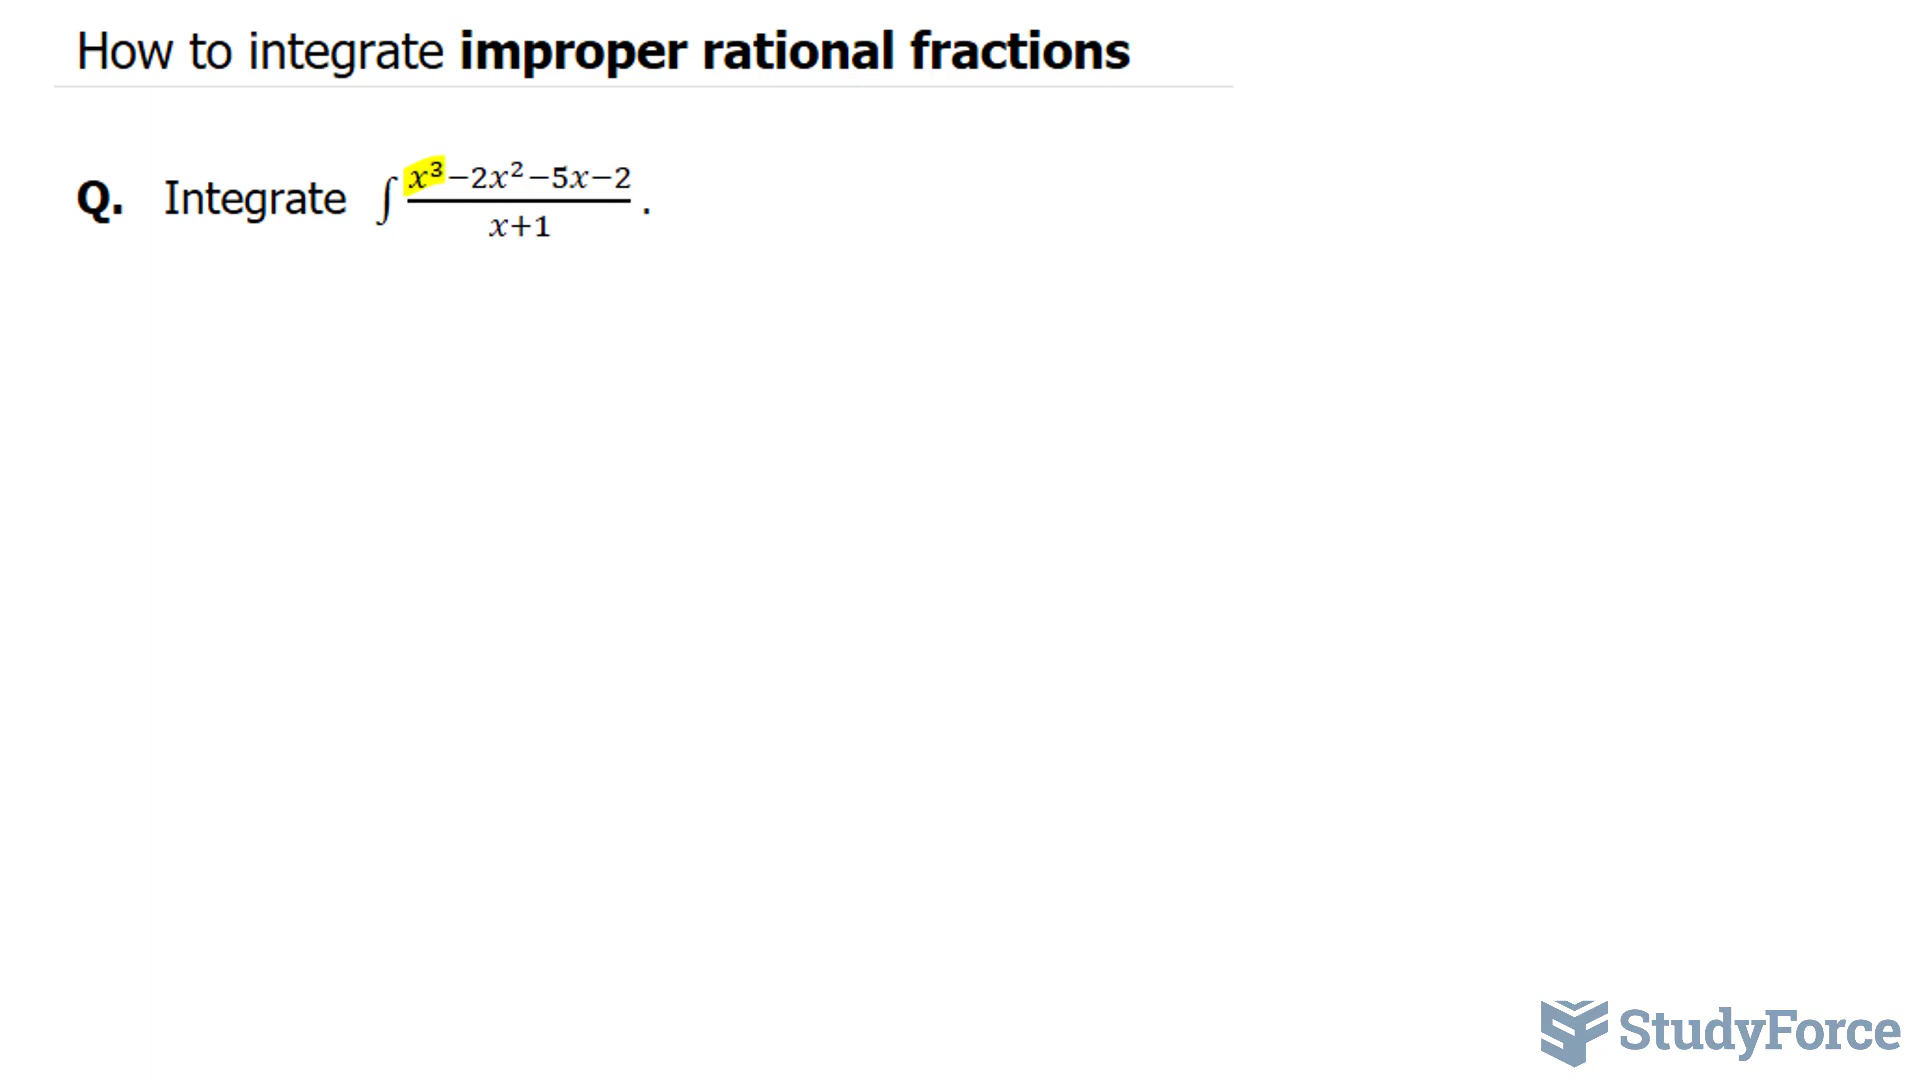 How to integrate improper rational fractions
Q. Integrate ∫ x³−2x²−5x−2 / x+1 .
StudyForce